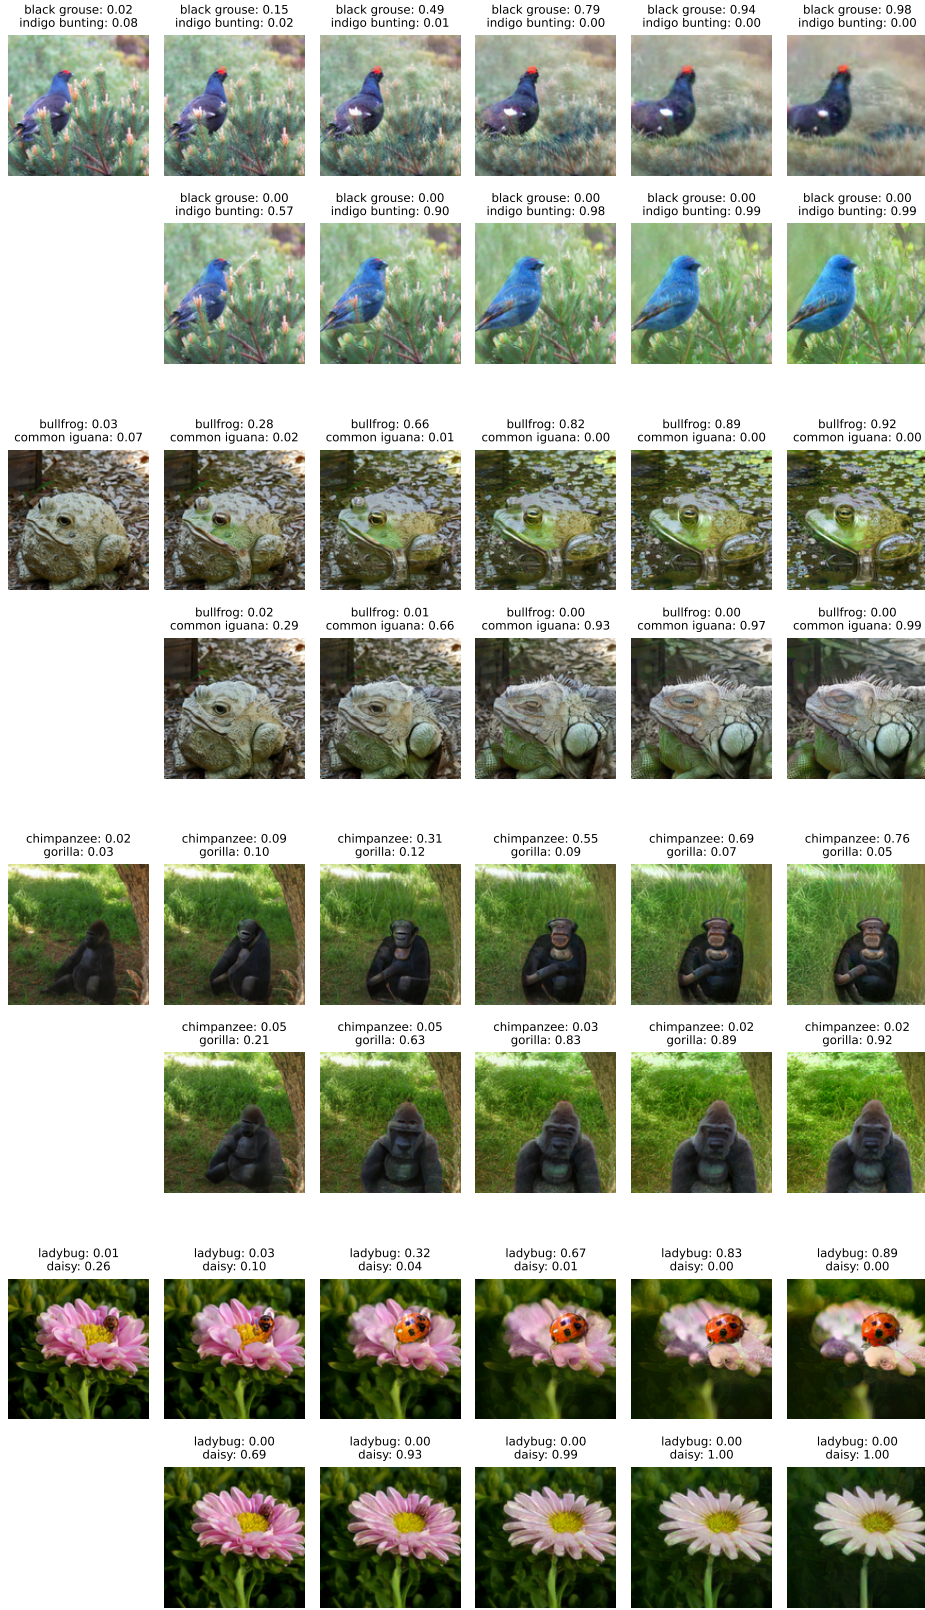 black grouse: 0.02
indigo bunting: 0.08
black grouse: 0.15
indigo bunting: 0.02
black grouse: 0.49
indigo bunting: 0.01
black grouse: 0.79
indigo bunting: 0.00
black grouse: 0.94
indigo bunting: 0.00
black grouse: 0.98
indigo bunting: 0.00
black grouse: 0.00
indigo bunting: 0.57
black grouse: 0.00
indigo bunting: 0.90
black grouse: 0.00
indigo bunting: 0.98
black grouse: 0.00
indigo bunting: 0.99
black grouse: 0.00
indigo bunting: 0.99
bullfrog: 0.03
common iguana: 0.07
bullfrog: 0.28
common iguana: 0.02
bullfrog: 0.66
common iguana: 0.01
bullfrog: 0.82
common iguana: 0.00
bullfrog: 0.89
common iguana: 0.00
bullfrog: 0.92
common iguana: 0.00
bullfrog: 0.02
common iguana: 0.29
bullfrog: 0.01
common iguana: 0.66
bullfrog: 0.00
common iguana: 0.93
bullfrog: 0.00
common iguana: 0.97
bullfrog: 0.00
common iguana: 0.99
chimpanzee: 0.02
gorilla: 0.03
chimpanzee: 0.09
gorilla: 0.10
chimpanzee: 0.31
gorilla: 0.12
chimpanzee: 0.55
gorilla: 0.09
chimpanzee: 0.69
gorilla: 0.07
chimpanzee: 0.76
gorilla: 0.05
chimpanzee: 0.05
gorilla: 0.21
chimpanzee: 0.05
gorilla: 0.63
chimpanzee: 0.03
gorilla: 0.83
chimpanzee: 0.02
gorilla: 0.89
chimpanzee: 0.02
gorilla: 0.92
ladybug: 0.01
daisy: 0.26
ladybug: 0.03
daisy: 0.10
ladybug: 0.32
daisy: 0.04
ladybug: 0.67
daisy: 0.01
ladybug: 0.83
daisy: 0.00
ladybug: 0.89
daisy: 0.00
ladybug: 0.00
daisy: 0.69
ladybug: 0.00
daisy: 0.93
ladybug: 0.00
daisy: 0.99
ladybug: 0.00
daisy: 1.00
ladybug: 0.00
daisy: 1.00